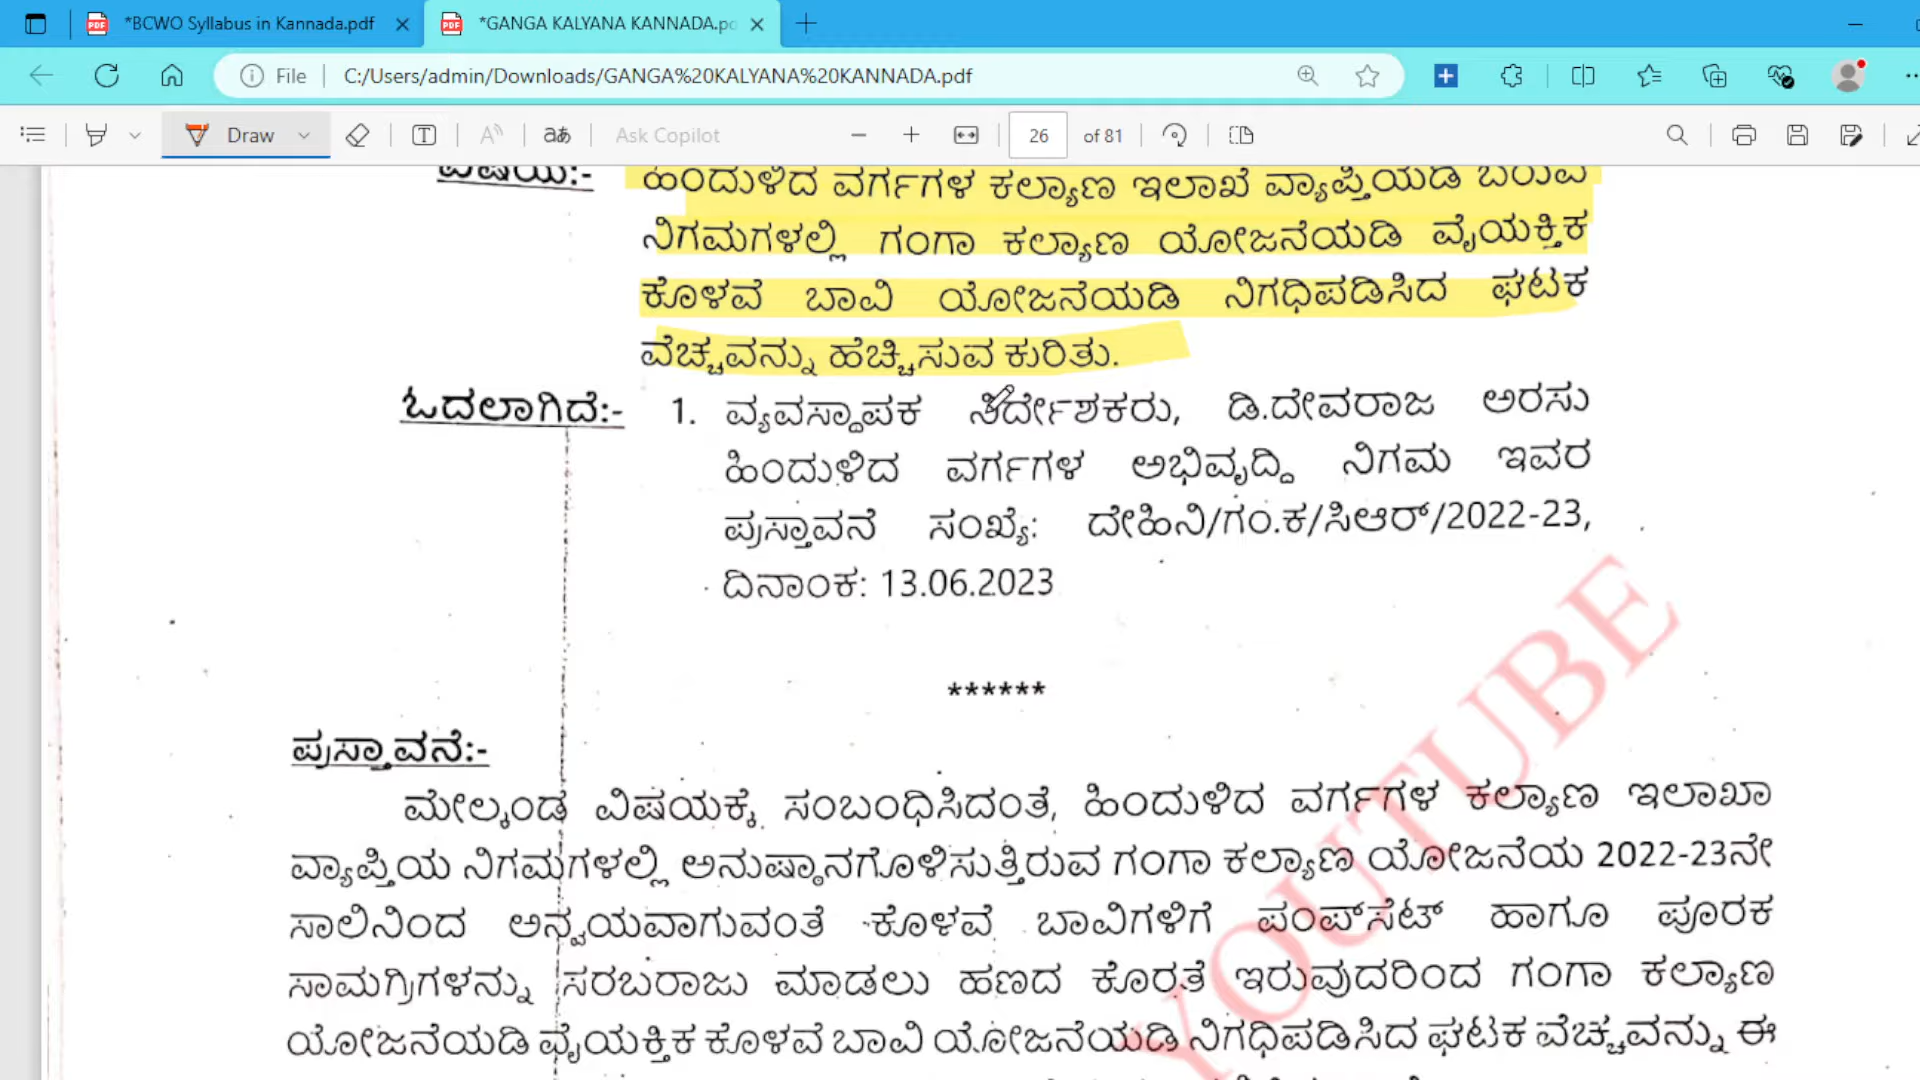 *BCWO Syllabus in Kannada.pdf
*GANGA KALYANA KANNADA.pd
File
C:/Users/admin/Downloads/GANGA%20KALYANA%20KANNADA.pdf
Draw
Ask Copilot
26 of 81
ವಿಷಯ:- ಹಿಂದುಳಿದ ವರ್ಗಗಳ ಕಲ್ಯಾಣ ಇಲಾಖೆ ವ್ಯಾಪ್ತಿಯಡಿ ಬರುವ
ನಿಗಮಗಳಲ್ಲಿ ಗಂಗಾ ಕಲ್ಯಾಣ ಯೋಜನೆಯಡಿ ವೈಯಕ್ತಿಕ
ಕೊಳವೆ ಬಾವಿ ಯೋಜನೆಯಡಿ ನಿಗಧಿಪಡಿಸಿದ ಘಟಕ
ವೆಚ್ಚವನ್ನು ಹೆಚ್ಚಿಸುವ ಕುರಿತು.
ಓದಲಾಗಿದೆ:- 1. ವ್ಯವಸ್ಥಾಪಕ ನಿರ್ದೇಶಕರು, ಡಿ.ದೇವರಾಜ ಅರಸು
ಹಿಂದುಳಿದ ವರ್ಗಗಳ ಅಭಿವೃದ್ಧಿ ನಿಗಮ ಇವರ
ಪ್ರಸ್ತಾವನೆ ಸಂಖ್ಯೆ: ದೇಹಿನಿ/ಗಂ.ಕ/ಸಿಆರ್/2022-23,
ದಿನಾಂಕ: 13.06.2023
******
ಪ್ರಸ್ತಾವನೆ:-
ಮೇಲ್ಕಂಡ ವಿಷಯಕ್ಕೆ ಸಂಬಂಧಿಸಿದಂತೆ, ಹಿಂದುಳಿದ ವರ್ಗಗಳ ಕಲ್ಯಾಣ ಇಲಾಖಾ
ವ್ಯಾಪ್ತಿಯ ನಿಗಮಗಳಲ್ಲಿ ಅನುಷ್ಠಾನಗೊಳಿಸುತ್ತಿರುವ ಗಂಗಾ ಕಲ್ಯಾಣ ಯೋಜನೆಯ 2022-23ನೇ
ಸಾಲಿನಿಂದ ಅನ್ವಯವಾಗುವಂತೆ ಕೊಳವೆ ಬಾವಿಗಳಿಗೆ ಪಂಪ್‌ಸೆಟ್ ಹಾಗೂ ಪೂರಕ
ಸಾಮಗ್ರಿಗಳನ್ನು ಸರಬರಾಜು ಮಾಡಲು ಹಣದ ಕೊರತೆ ಇರುವುದರಿಂದ ಗಂಗಾ ಕಲ್ಯಾಣ
ಯೋಜನೆಯಡಿ ವೈಯಕ್ತಿಕ ಕೊಳವೆ ಬಾವಿ ಯೋಜನೆಯಡಿ ನಿಗಧಿಪಡಿಸಿದ ಘಟಕ ವೆಚ್ಚವನ್ನು ಈ
YOUTUBE